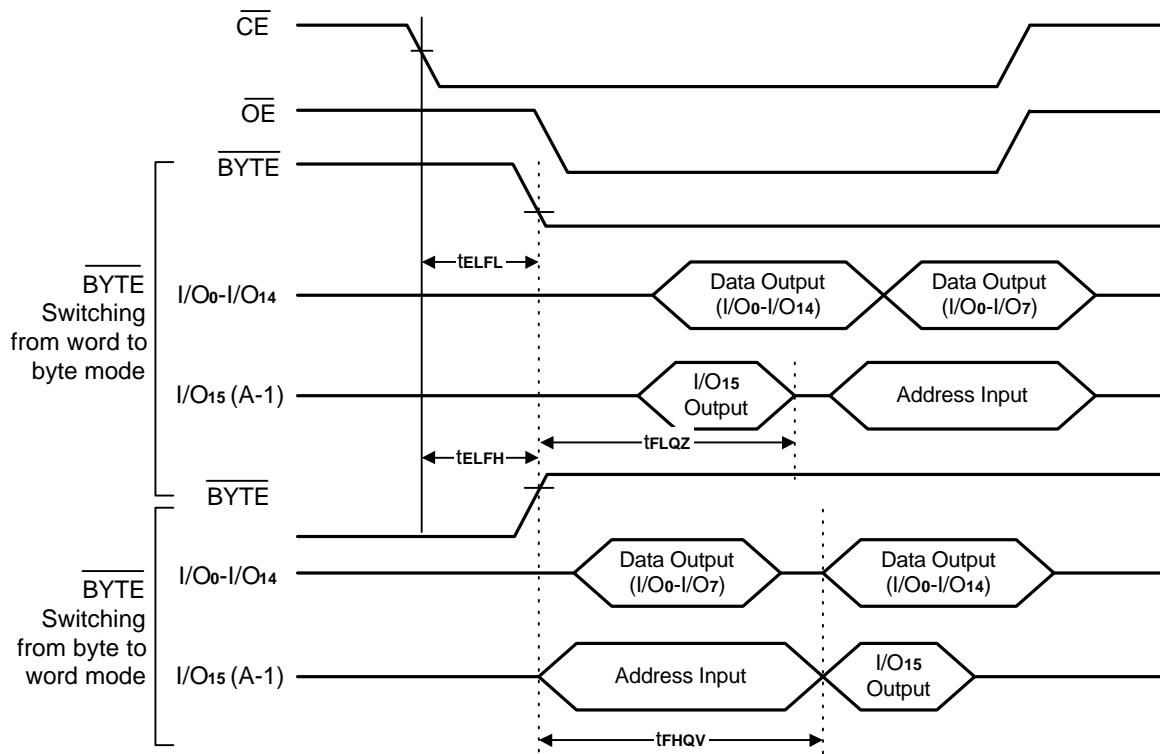 CE
OE
BYTE
tELFL
BYTE
Switching
from word to
byte mode
I/O0-I/O14
Data Output
(I/O0-I/O14)
Data Output
(I/O0-I/O7)
I/O15 (A-1)
I/O15
Output
Address Input
tELFH
tFLQZ
BYTE
BYTE
Switching
from byte to
word mode
I/O0-I/O14
Data Output
(I/O0-I/O7)
Data Output
(I/O0-I/O14)
I/O15 (A-1)
Address Input
I/O15
Output
tFHQV